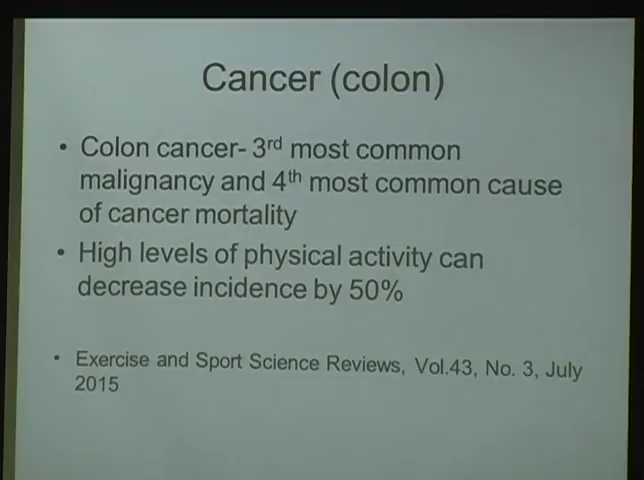 Cancer (colon)
• Colon cancer- 3rd most common
malignancy and 4th most common cause
of cancer mortality
• High levels of physical activity can
decrease incidence by 50%
• Exercise and Sport Science Reviews, Vol.43, No. 3, July
2015